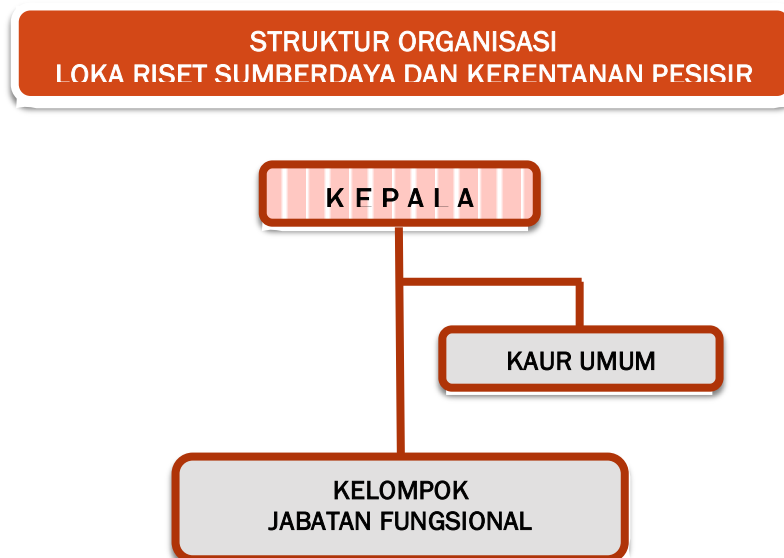 STRUKTUR ORGANISASI
LOKA RISET SUMBERDAYA DAN KERENTANAN PESISIR
K E P A L A
KAUR UMUM
KELOMPOK
JABATAN FUNGSIONAL